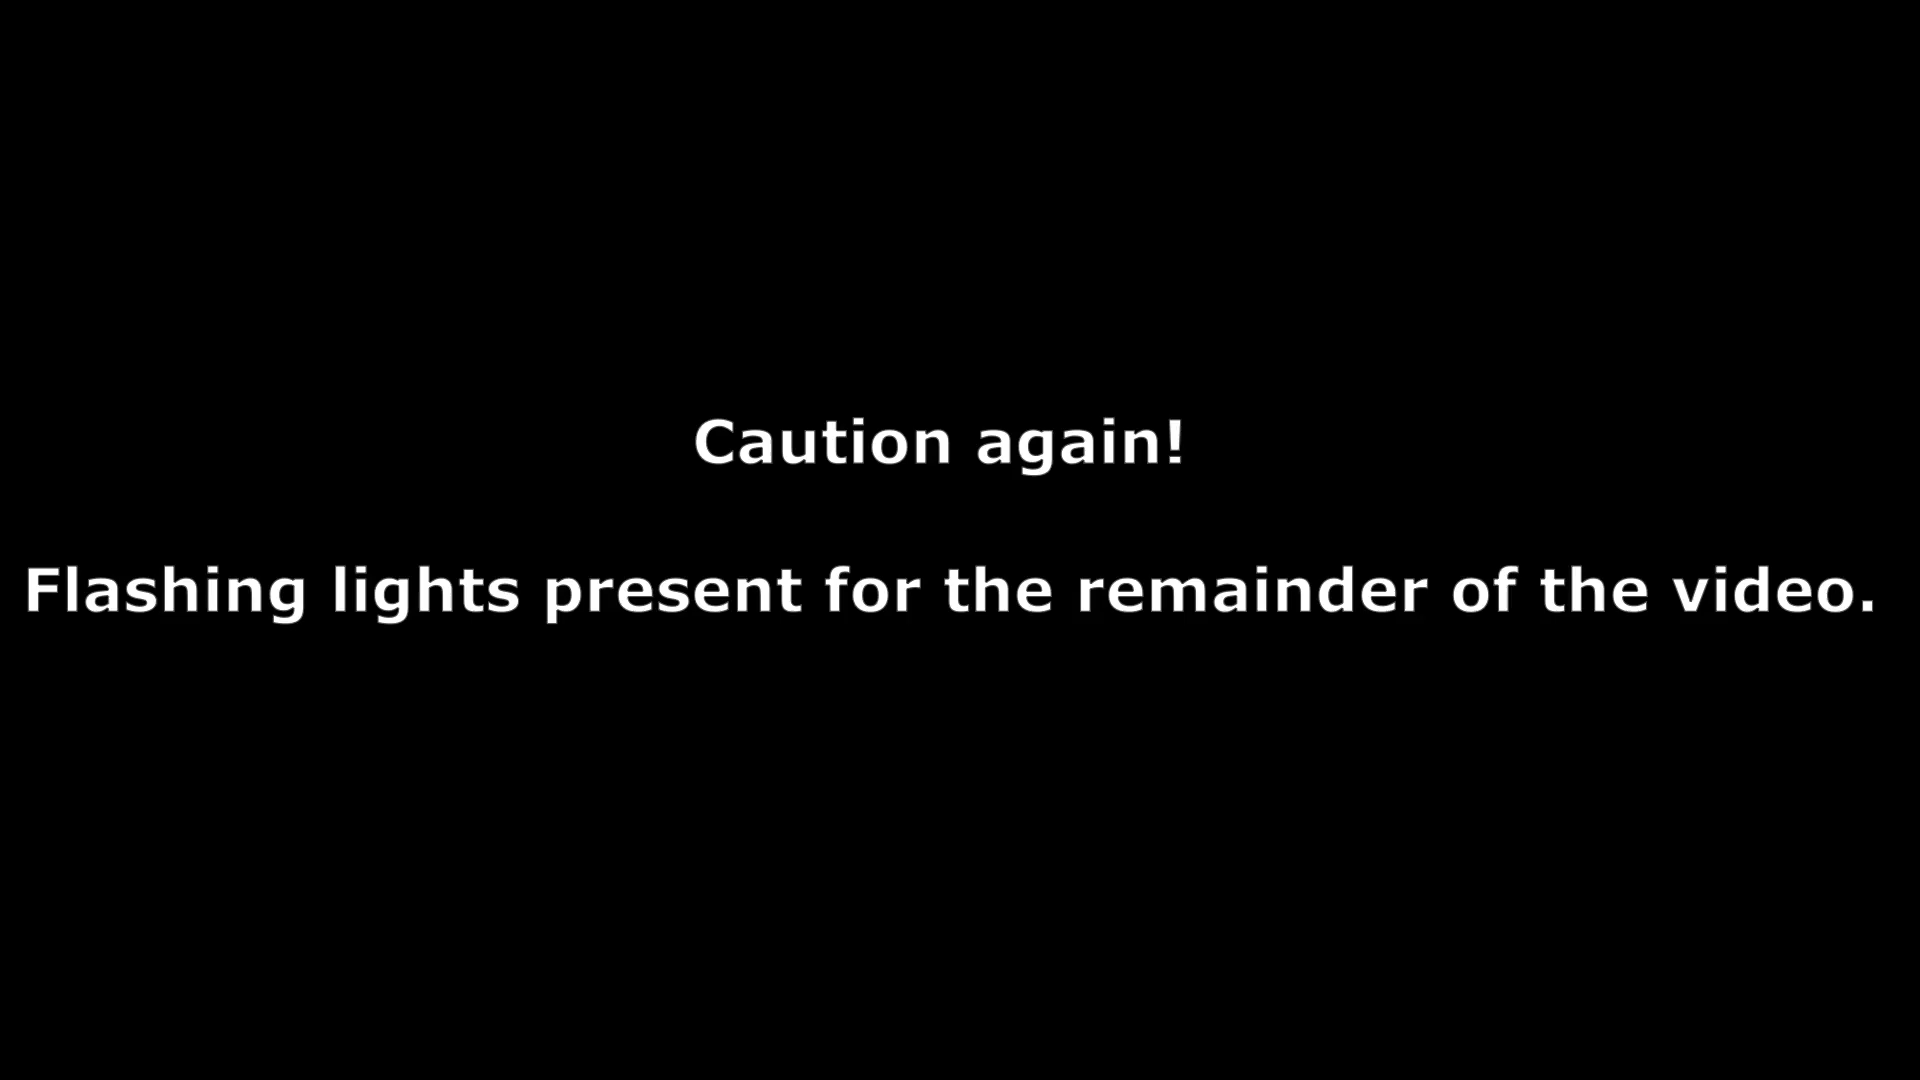 Caution again!
Flashing lights present for the remainder of the video.